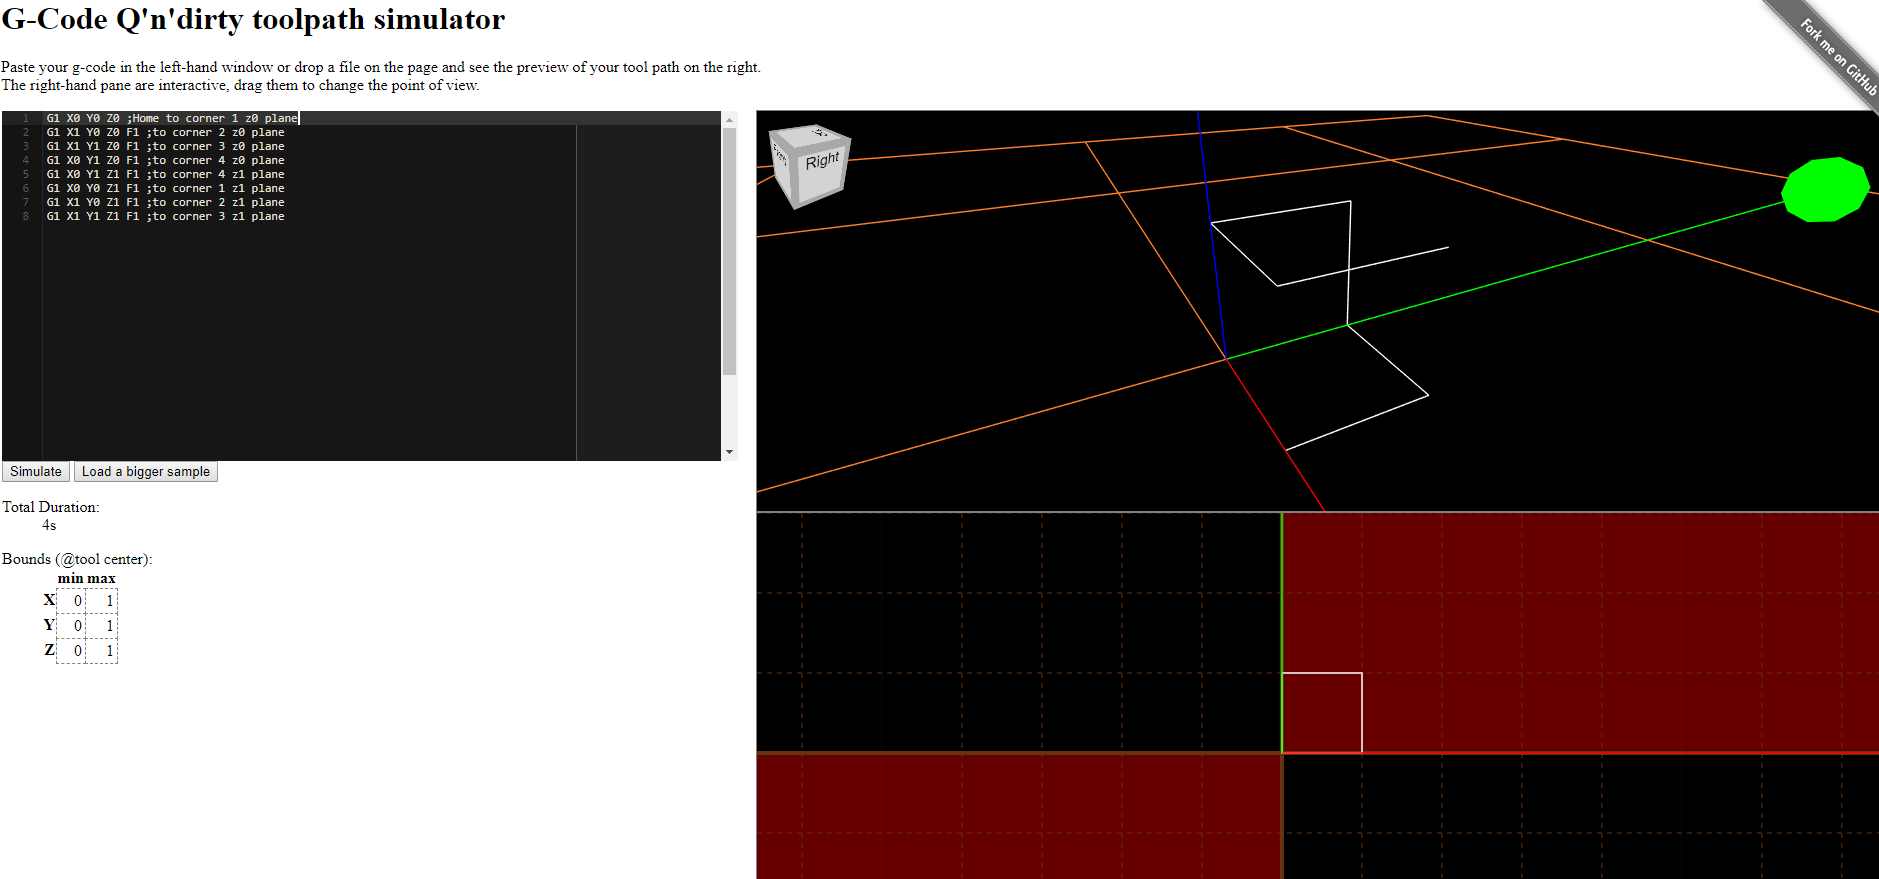 G-Code Q'n'dirty toolpath simulator
Fork me on GitHub
Paste your g-code in the left-hand window or drop a file on the page and see the preview of your tool path on the right.
The right-hand pane are interactive, drag them to change the point of view.
1 G1 X0 Y0 Z0 ;Home to corner 1 z0 plane
2 G1 X1 Y0 Z0 F1 ;to corner 2 z0 plane
3 G1 X1 Y1 Z0 F1 ;to corner 3 z0 plane
4 G1 X0 Y1 Z0 F1 ;to corner 4 z0 plane
5 G1 X0 Y1 Z1 F1 ;to corner 4 z1 plane
6 G1 X0 Y0 Z1 F1 ;to corner 1 z1 plane
7 G1 X1 Y0 Z1 F1 ;to corner 2 z1 plane
8 G1 X1 Y1 Z1 F1 ;to corner 3 z1 plane
Right
Simulate Load a bigger sample
Total Duration:
4s
Bounds (@tool center):
min max
X 0 1
Y 0 1
Z 0 1